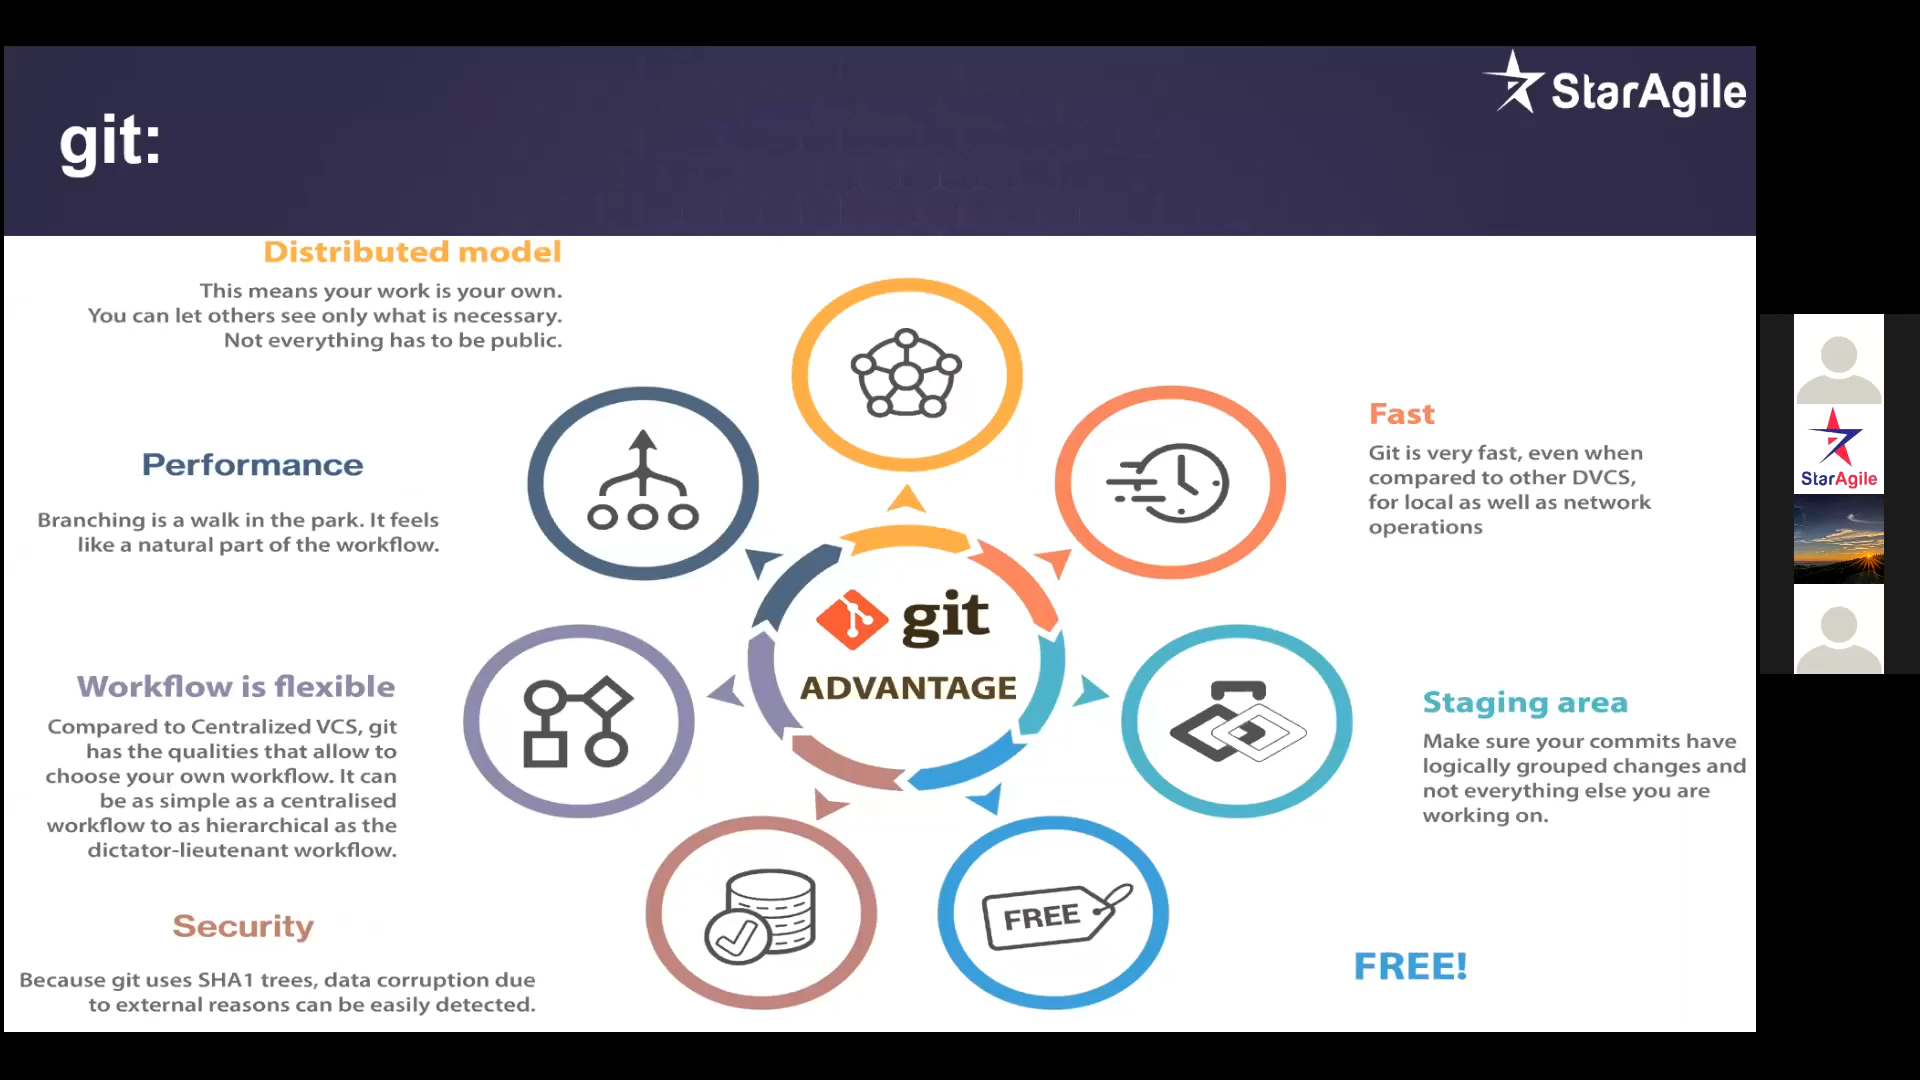 StarAgile
git:
Distributed model
This means your work is your own.
You can let others see only what is necessary.
Not everything has to be public.
Fast
Git is very fast, even when
compared to other DVCS,
for local as well as network
operations
Performance
Branching is a walk in the park. It feels
like a natural part of the workflow.
git
ADVANTAGE
StarAgile
Workflow is flexible
Compared to Centralized VCS, git
has the qualities that allow to
choose your own workflow. It can
be as simple as a centralised
workflow to as hierarchical as the
dictator-lieutenant workflow.
Staging area
Make sure your commits have
logically grouped changes and
not everything else you are
working on.
Security
Because git uses SHA1 trees, data corruption due
to external reasons can be easily detected.
FREE
FREE!